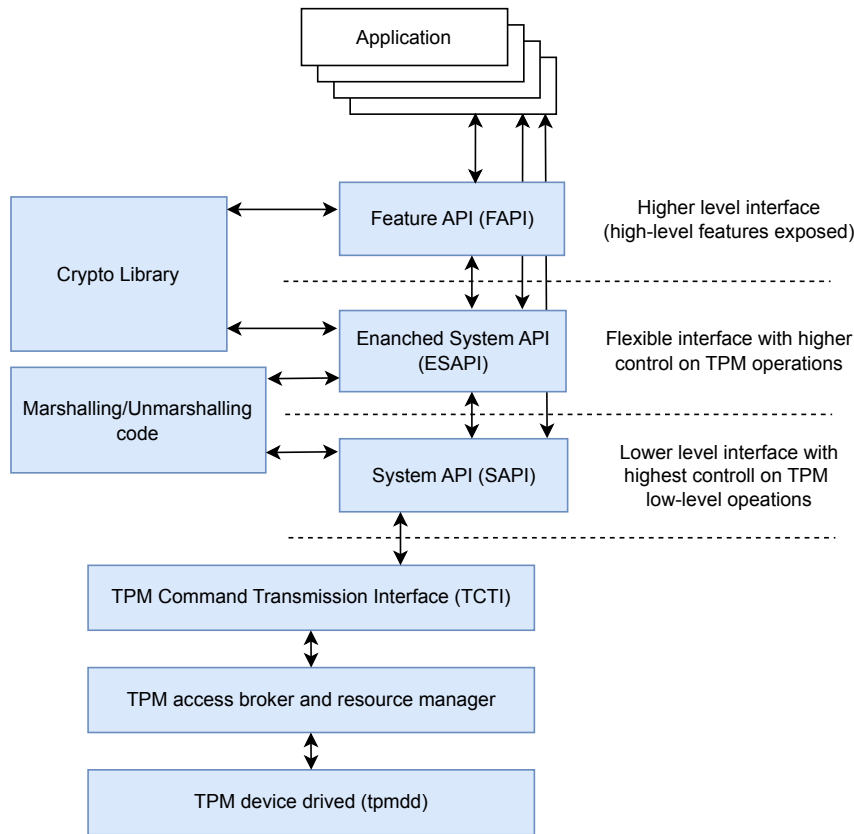 Application
Feature API (FAPI)
Higher level interface
(high-level features exposed)
Crypto Library
Enanched System API
(ESAPI)
Flexible interface with higher
control on TPM operations
Marshalling/Unmarshalling
code
System API (SAPI)
Lower level interface with
highest controll on TPM
low-level opeations
TPM Command Transmission Interface (TCTI)
TPM access broker and resource manager
TPM device drived (tpmdd)